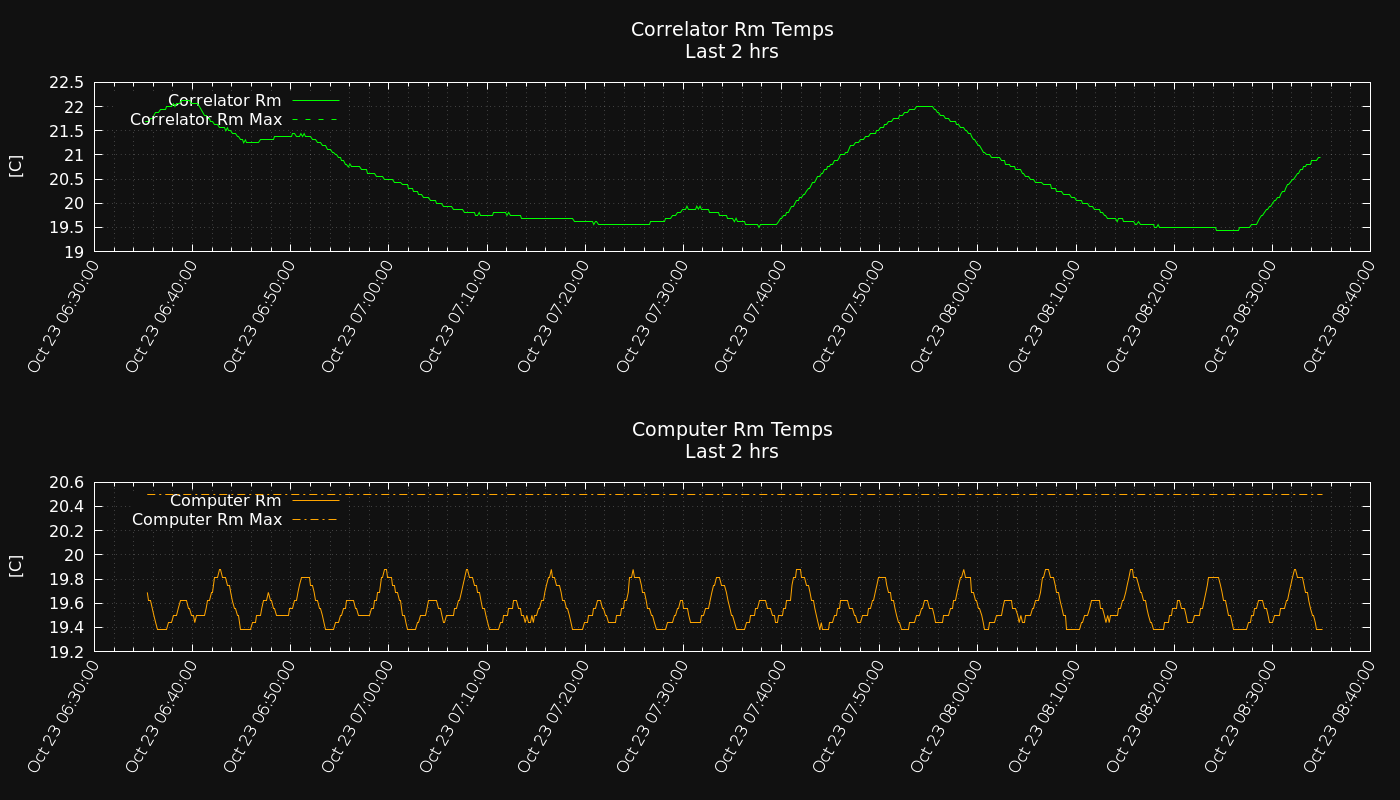 Correlator Rm Temps
Last 2 hrs
22.5
22
21.5
21
20.5
20
19.5
19
[C]
Correlator Rm
Correlator Rm Max
Oct 23 06:30:00
Oct 23 06:40:00
Oct 23 06:50:00
Oct 23 07:00:00
Oct 23 07:10:00
Oct 23 07:20:00
Oct 23 07:30:00
Oct 23 07:40:00
Oct 23 07:50:00
Oct 23 08:00:00
Oct 23 08:10:00
Oct 23 08:20:00
Oct 23 08:30:00
Oct 23 08:40:00
Computer Rm Temps
Last 2 hrs
20.6
20.4
20.2
20
19.8
19.6
19.4
19.2
[C]
Computer Rm
Computer Rm Max
Oct 23 06:30:00
Oct 23 06:40:00
Oct 23 06:50:00
Oct 23 07:00:00
Oct 23 07:10:00
Oct 23 07:20:00
Oct 23 07:30:00
Oct 23 07:40:00
Oct 23 07:50:00
Oct 23 08:00:00
Oct 23 08:10:00
Oct 23 08:20:00
Oct 23 08:30:00
Oct 23 08:40:00